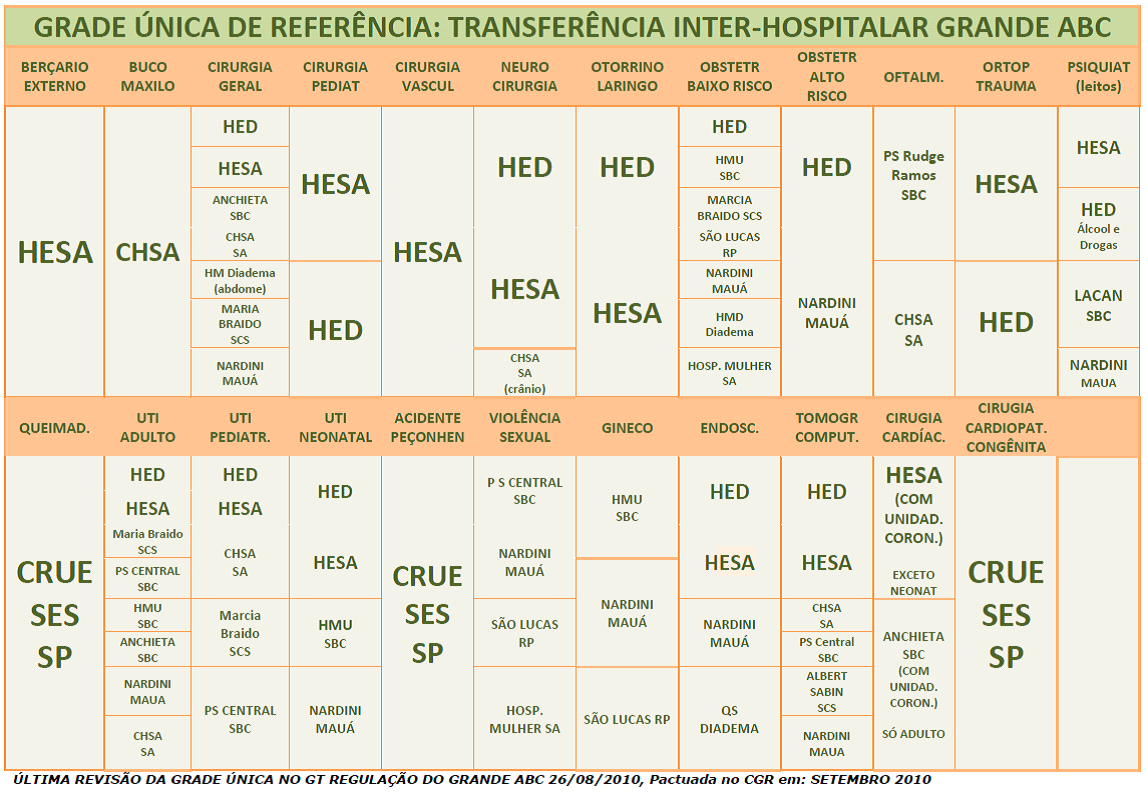 GRADE ÚNICA DE REFERÊNCIA: TRANSFERÊNCIA INTER-HOSPITALAR GRANDE ABC
BERÇARIO
EXTERNO
BUCO
MAXILO
CIRURGIA
GERAL
CIRURGIA
PEDIAT
CIRURGIA
VASCUL
NEURO
CIRURGIA
OTORRINO
LARINGO
OBSTETR
BAIXO RISCO
OBSTETR
ALTO
RISCO
OFTALM.
ORTOP
TRAUMA
PSIQUIAT
(leitos)
HESA
CHSA
HED
HESA
ANCHIETA
SBC
CHSA
SA
HM Diadema
(abdome)
MARIA
BRAIDO
SCS
NARDINI
MAUÁ
HESA
HED
HESA
HED
HESA
CHSA
SA
(crânio)
HED
HESA
HED
HMU
SBC
MARCIA
BRAIDO SCS
SÃO LUCAS
RP
NARDINI
MAUÁ
HMD
Diadema
HOSP. MULHER
SA
HED
NARDINI
MAUÁ
PS Rudge
Ramos
SBC
CHSA
SA
HESA
HED
HESA
HED
Álcool e
Drogas
LACAN
SBC
NARDINI
MAUA
QUEIMAD.
UTI
ADULTO
UTI
PEDIATR.
UTI
NEONATAL
ACIDENTE
PEÇONHEN
VIOLÊNCIA
SEXUAL
GINECO
ENDOSC.
TOMOGR
COMPUT.
CIRUGIA
CARDÍAC.
CIRUGIA
CARDIOPAT.
CONGÊNITA
CRUE
SES
SP
HED
HESA
Maria Braido
SCS
PS CENTRAL
SBC
HMU
SBC
ANCHIETA
SBC
NARDINI
MAUA
CHSA
SA
HED
HESA
CHSA
SA
Marcia
Braido
SCS
PS CENTRAL
SBC
HED
HESA
HMU
SBC
NARDINI
MAUÁ
CRUE
SES
SP
P S CENTRAL
SBC
NARDINI
MAUÁ
SÃO LUCAS
RP
HOSP.
MULHER SA
HMU
SBC
NARDINI
MAUÁ
SÃO LUCAS RP
HED
HESA
NARDINI
MAUÁ
QS
DIADEMA
HED
HESA
CHSA
SA
PS Central
SBC
ALBERT
SABIN
SCS
NARDINI
MAUA
HESA
(COM
UNIDAD.
CORON.)
EXCETO
NEONAT
ANCHIETA
SBC
(COM
UNIDAD.
CORON.)
SÓ ADULTO
CRUE
SES
SP
ÚLTIMA REVISÃO DA GRADE ÚNICA NO GT REGULAÇÃO DO GRANDE ABC 26/08/2010, Pactuada no CGR em: SETEMBRO 2010